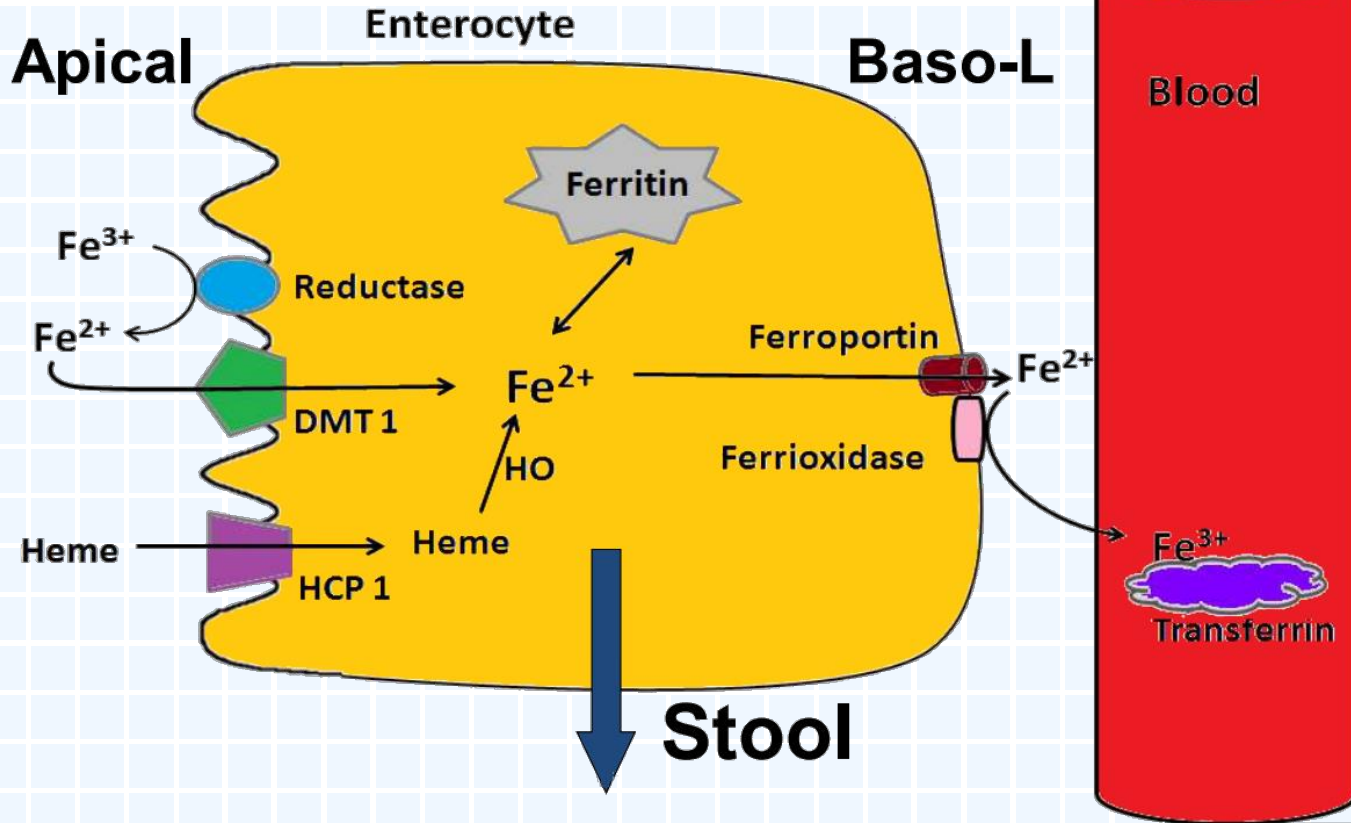 Enterocyte
Apical
Baso-L
Blood
Ferritin
Fe³⁺
Reductase
Fe²⁺
Ferroportin
Fe²⁺
Fe²⁺
DMT 1
HO
Ferrioxidase
Heme
Heme
HCP 1
Fe³⁺
Transferrin
Stool